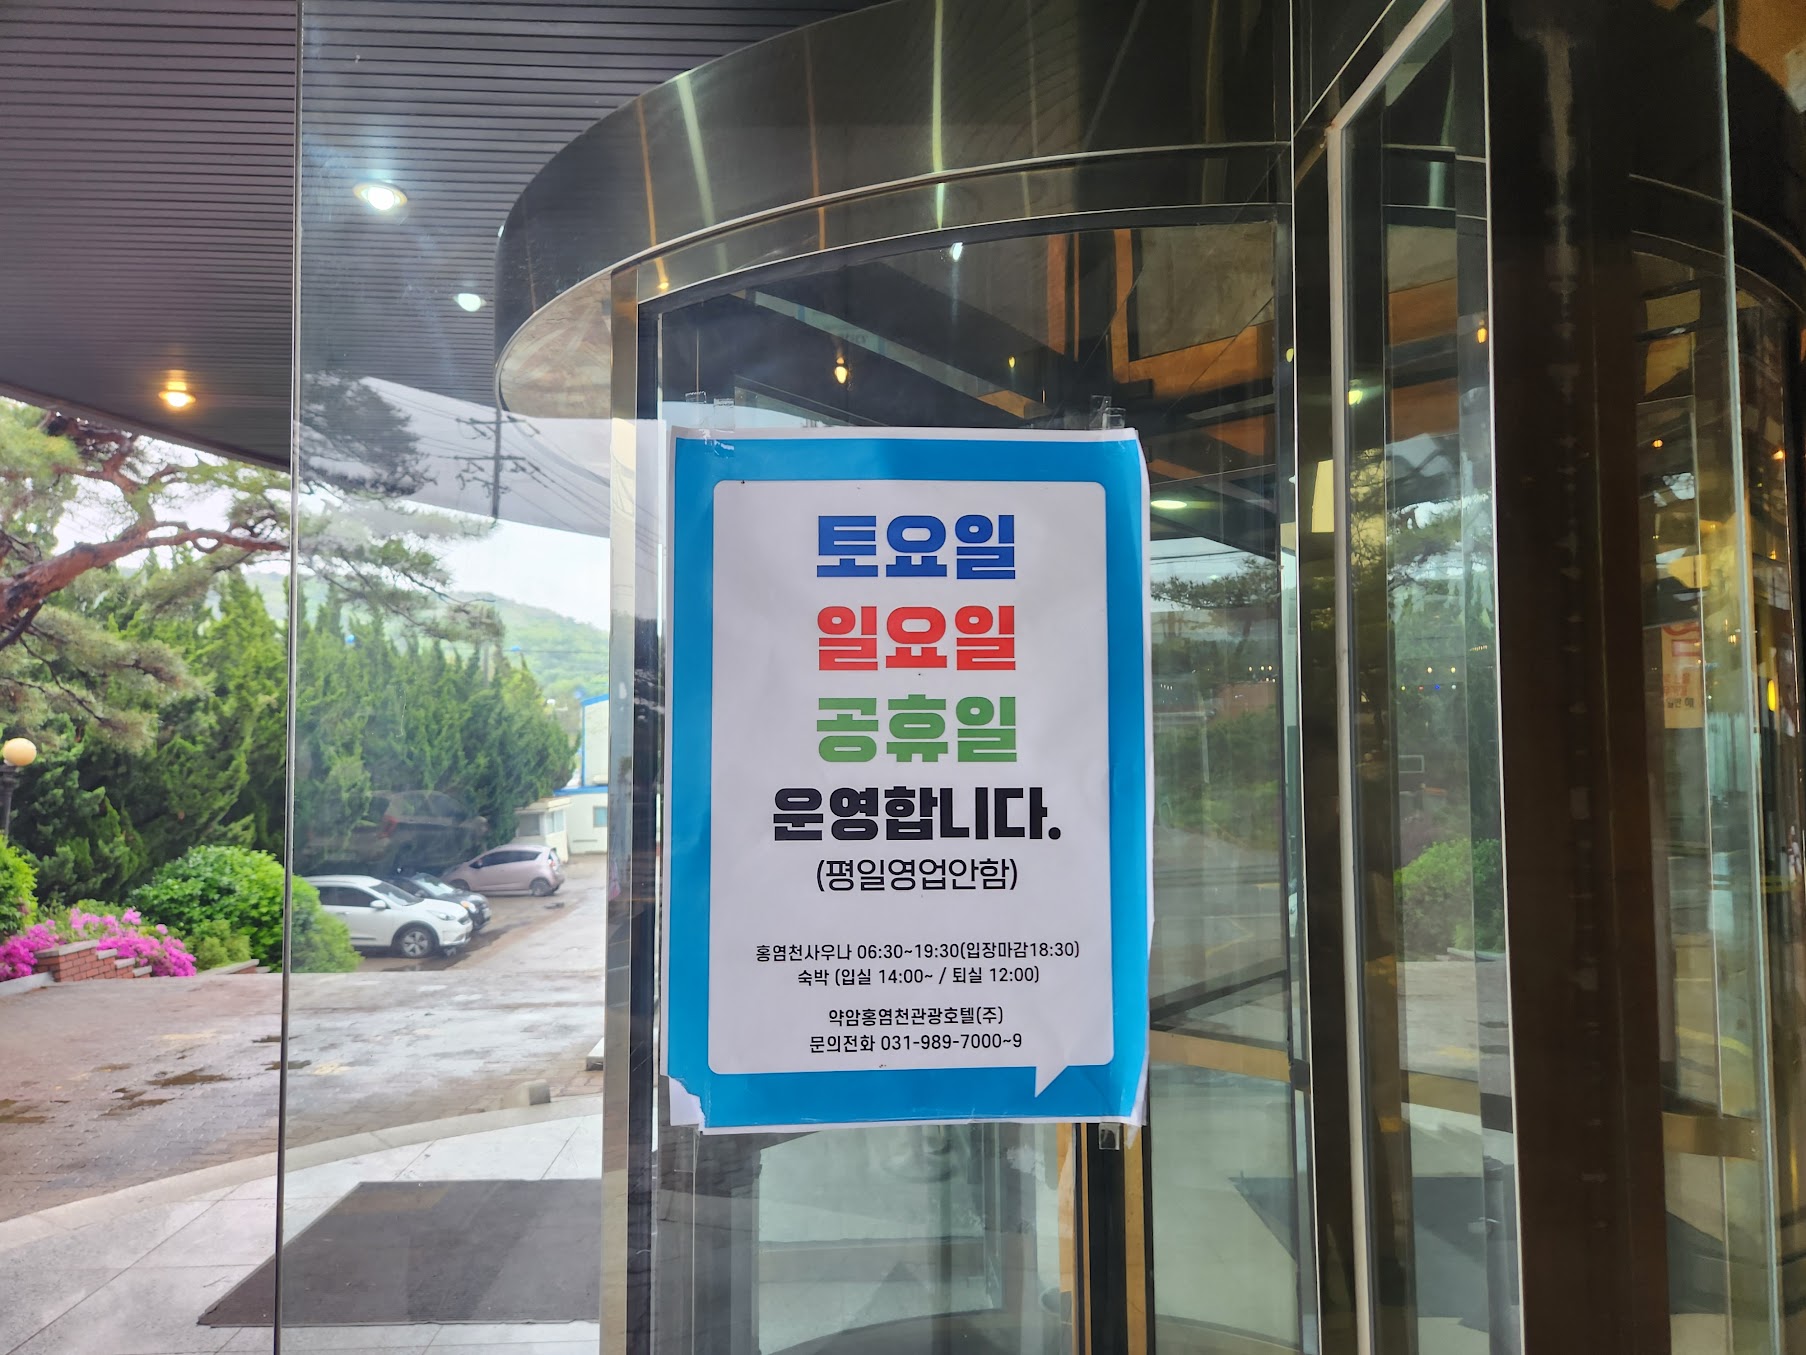 토요일
일요일
공휴일
운영합니다.
(평일영업안함)
홍염천사우나 06:30~19:30(입장마감18:30)
숙박 (입실 14:00~ / 퇴실 12:00)
약암홍염천관광호텔(주)
문의전화 031-989-7000~9